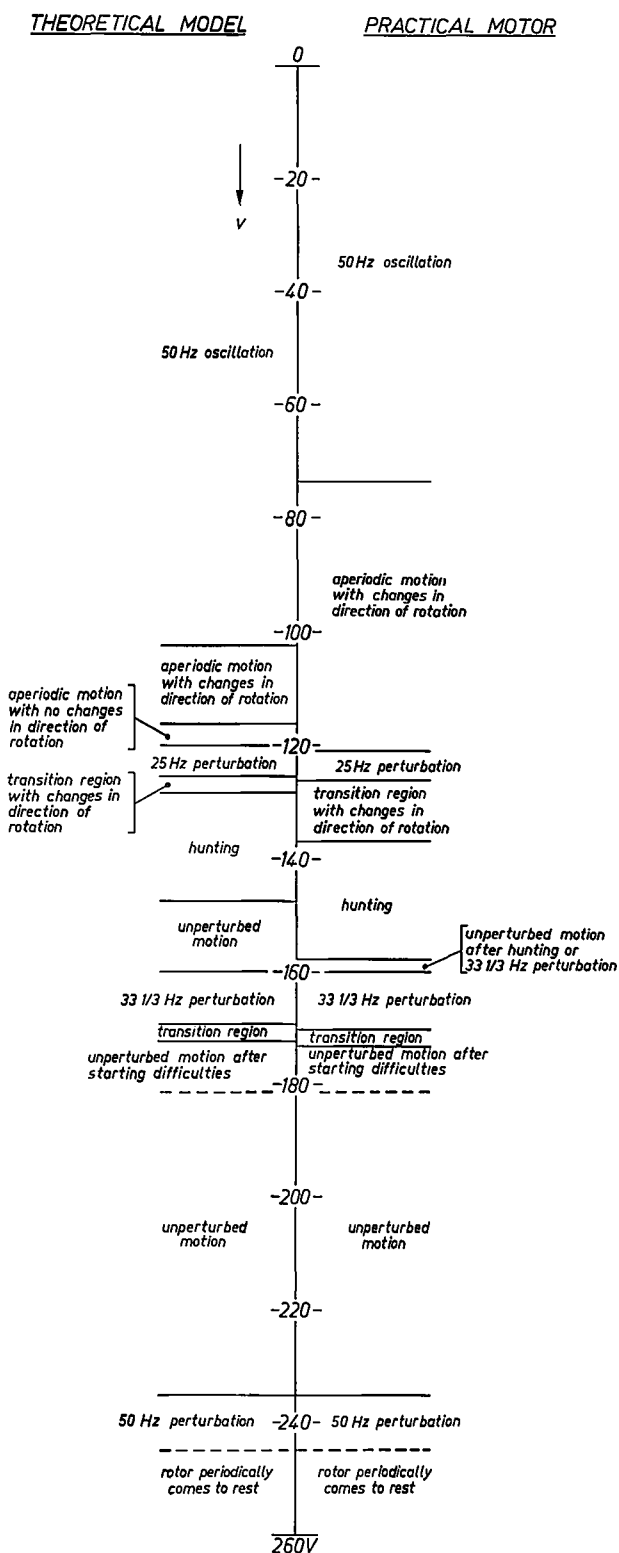 THEORETICAL MODEL
PRACTICAL MOTOR
0
V
-20-
50 Hz oscillation
-40-
50 Hz oscillation
-60-
-80-
aperiodic motion
with changes in
direction of rotation
-100-
aperiodic motion
with changes in
direction of rotation
aperiodic motion
with no changes
in direction of
rotation
-120-
25 Hz perturbation
25 Hz perturbation
transition region
with changes in
direction of
rotation
transition region
with changes in
direction of rotation
hunting
-140-
hunting
unperturbed
motion
unperturbed motion
after hunting or
33 1/3 Hz perturbation
-160-
33 1/3 Hz perturbation
33 1/3 Hz perturbation
transition region
transition region
unperturbed motion after
starting difficulties
unperturbed motion after
starting difficulties
-180-
-200-
unperturbed
motion
unperturbed
motion
-220-
50 Hz perturbation
-240-
50 Hz perturbation
rotor periodically
comes to rest
rotor periodically
comes to rest
260V